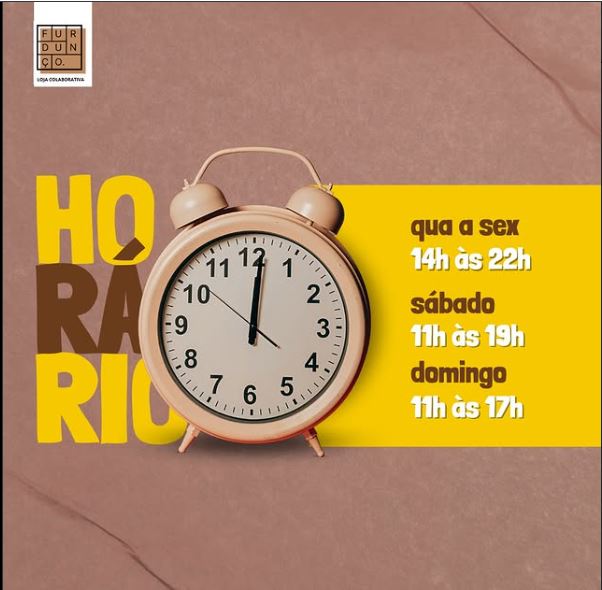 FUR
DUN
ÇO.
LOJA COLABORATIVA
HO
RÁ
RIO
12
1
2
3
4
5
6
7
8
9
10
11
qua a sex
14h às 22h
sábado
11h às 19h
domingo
11h às 17h